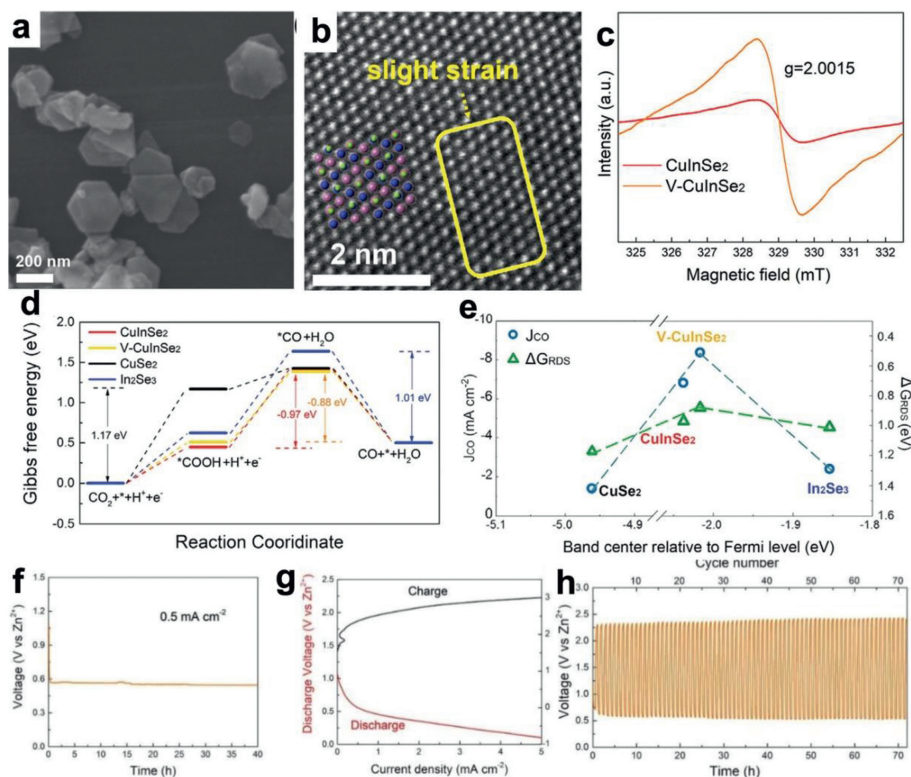 a
200 nm
b
slight strain
2 nm
c
g=2.0015
CuInSe₂
V-CuInSe₂
Intensity (a.u.)
325 326 327 328 329 330 331 332
Magnetic field (mT)
d
Gibbs free energy (eV)
2.0
1.5
1.0
0.5
0.0
-0.5
CuInSe₂
V-CuInSe₂
CuSe₂
In₂Se₃
*CO+H₂O
1.17 eV
-0.97 eV
-0.88 eV
1.01 eV
*COOH+H⁺+e⁻
CO₂+*+H⁺+e⁻
CO+*+H₂O
Reaction Cooridinate
e
Jco (mA cm⁻²)
-10
-8
-6
-4
-2
0
Jco
ΔGRDS
V-CuInSe₂
CuInSe₂
CuSe₂
In₂Se₃
0.4
0.6
0.8
1.0
1.2
1.4
1.6
ΔGRDS (eV)
-5.1 -4.9 -2.0 -1.9 -1.8
Band center relative to Fermi level (eV)
f
Voltage (V vs Zn²⁺)
1.5
1.2
0.9
0.6
0.3
0.0
0.5 mA cm⁻²
0 5 10 15 20 25 30 35 40
Time (h)
g
Discharge Voltage (V vs Zn²⁺)
2.5
2.0
1.5
1.0
0.5
0.0
Charge
Discharge
3
2
1
0
1
0 1 2 3 4 5
Current density (mA cm⁻²)
h
Cycle number
0 10 20 30 40 50 60 70
Voltage (V vs Zn²⁺)
3.0
2.5
2.0
1.5
1.0
0.5
0.0
0 10 20 30 40 50 60 70
Time (h)